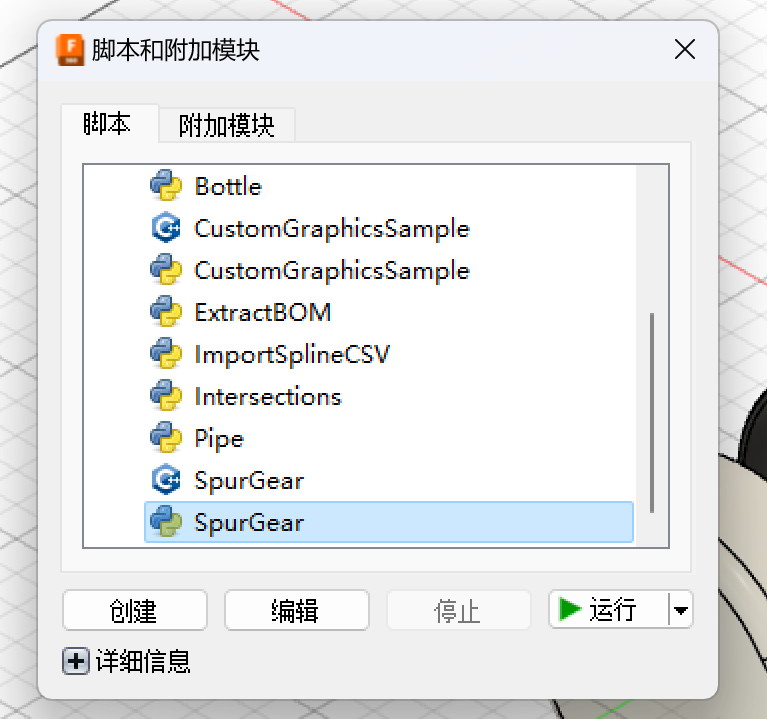 脚本和附加模块
脚本
附加模块
Bottle
CustomGraphicsSample
CustomGraphicsSample
ExtractBOM
ImportSplineCSV
Intersections
Pipe
SpurGear
SpurGear
创建
编辑
停止
运行
详细信息